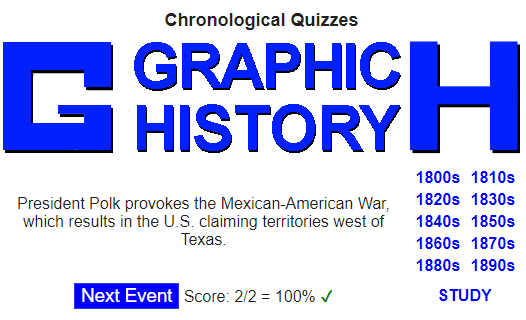 Chronological Quizzes
G GRAPHIC H
HISTORY
1800s 1810s
President Polk provokes the Mexican-American War, 1820s 1830s
which results in the U.S. claiming territories west of 1840s 1850s
Texas. 1860s 1870s
1880s 1890s
Next Event Score: 2/2 = 100% ✓ STUDY